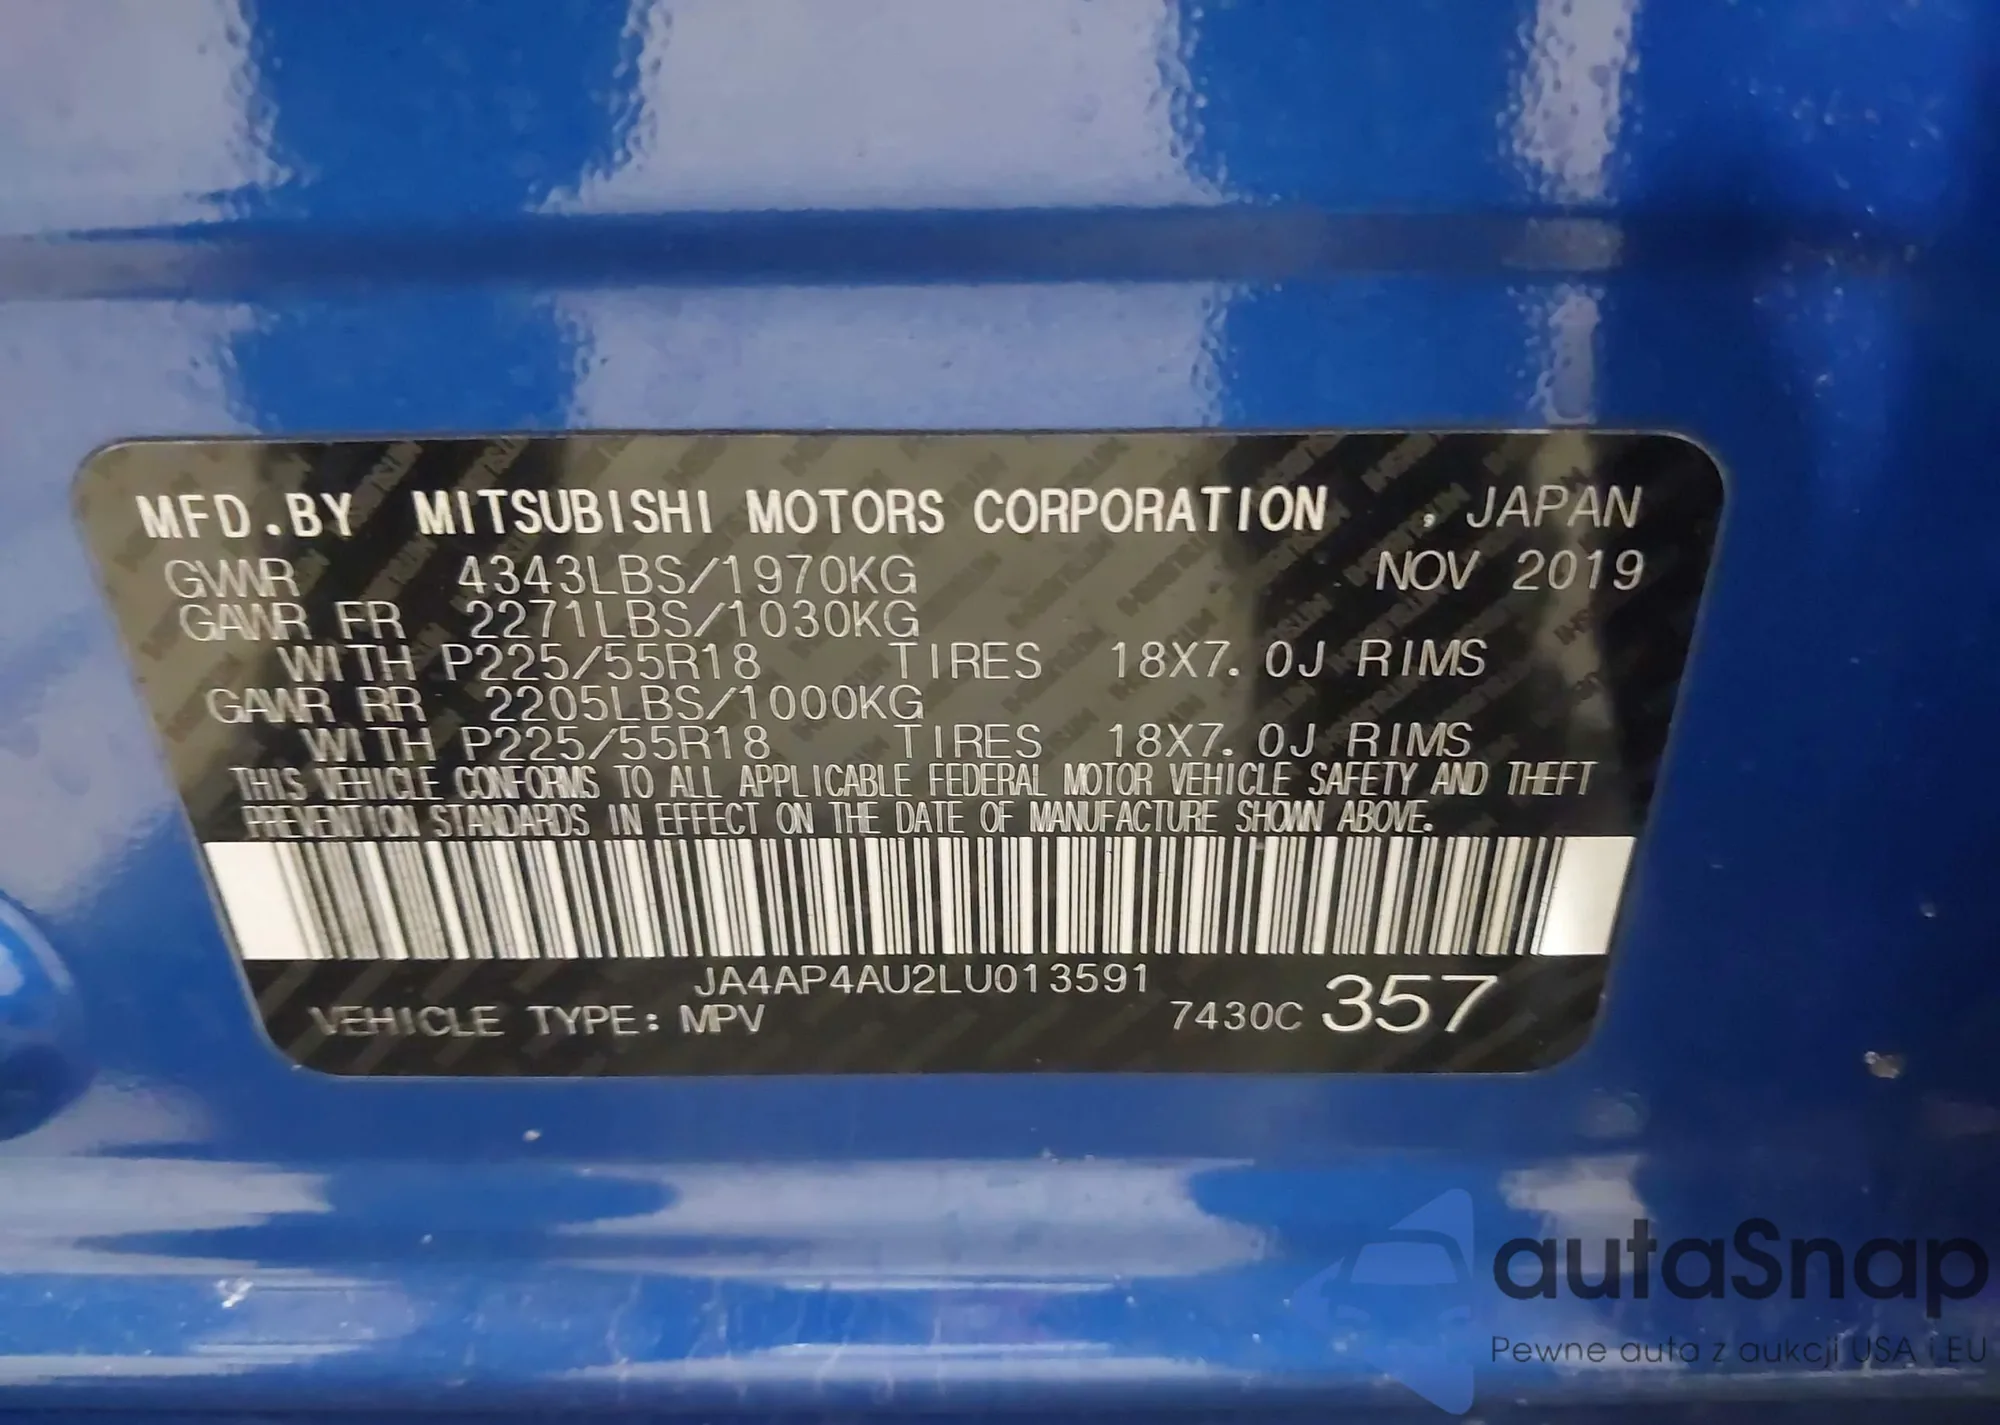 MFD.BY MITSUBISHI MOTORS CORPORATION , JAPAN
GVWR 4343LBS/1970KG NOV 2019
GAWR FR 2271LBS/1030KG
WITH P225/55R18 TIRES 18X7.0J RIMS
GAWR RR 2205LBS/1000KG
WITH P225/55R18 TIRES 18X7.0J RIMS
THIS VEHICLE CONFORMS TO ALL APPLICABLE FEDERAL MOTOR VEHICLE SAFETY AND THEFT
PREVENTION STANDARDS IN EFFECT ON THE DATE OF MANUFACTURE SHOWN ABOVE.
JA4AP4AU2LU013591
VEHICLE TYPE: MPV 7430C 357
autaSnap
Pewne auta z aukcji USA i EU